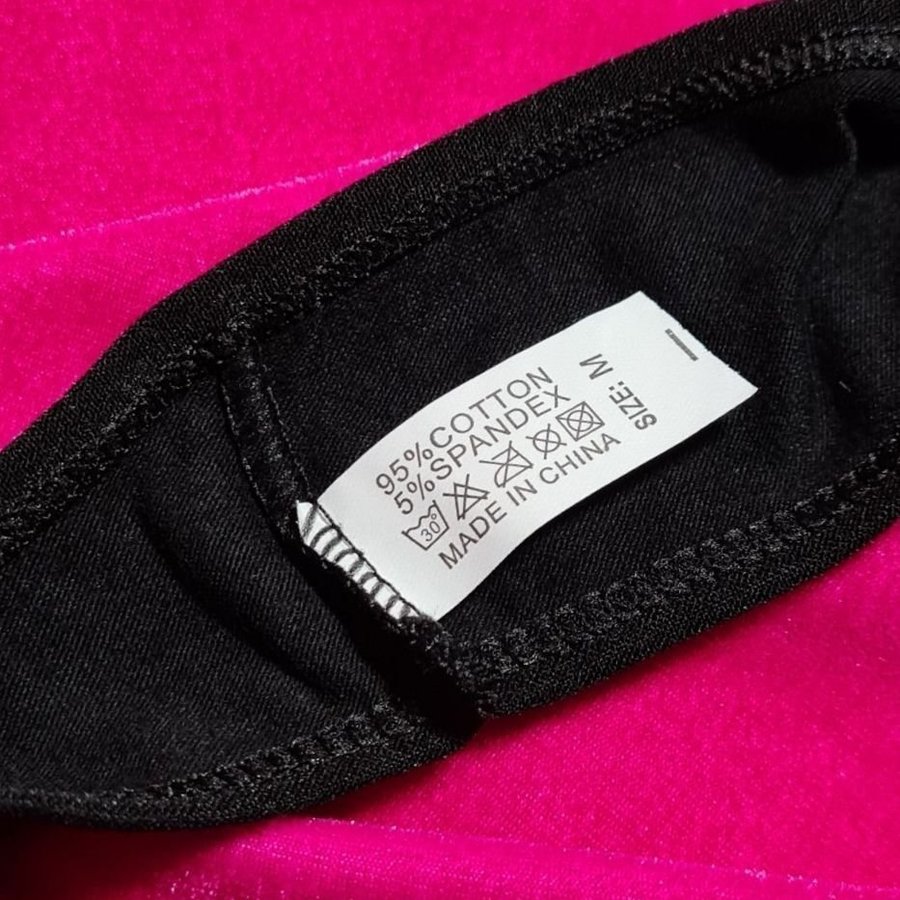 95%COTTON
5%SPANDEX
30°
MADE IN CHINA
SIZE: M